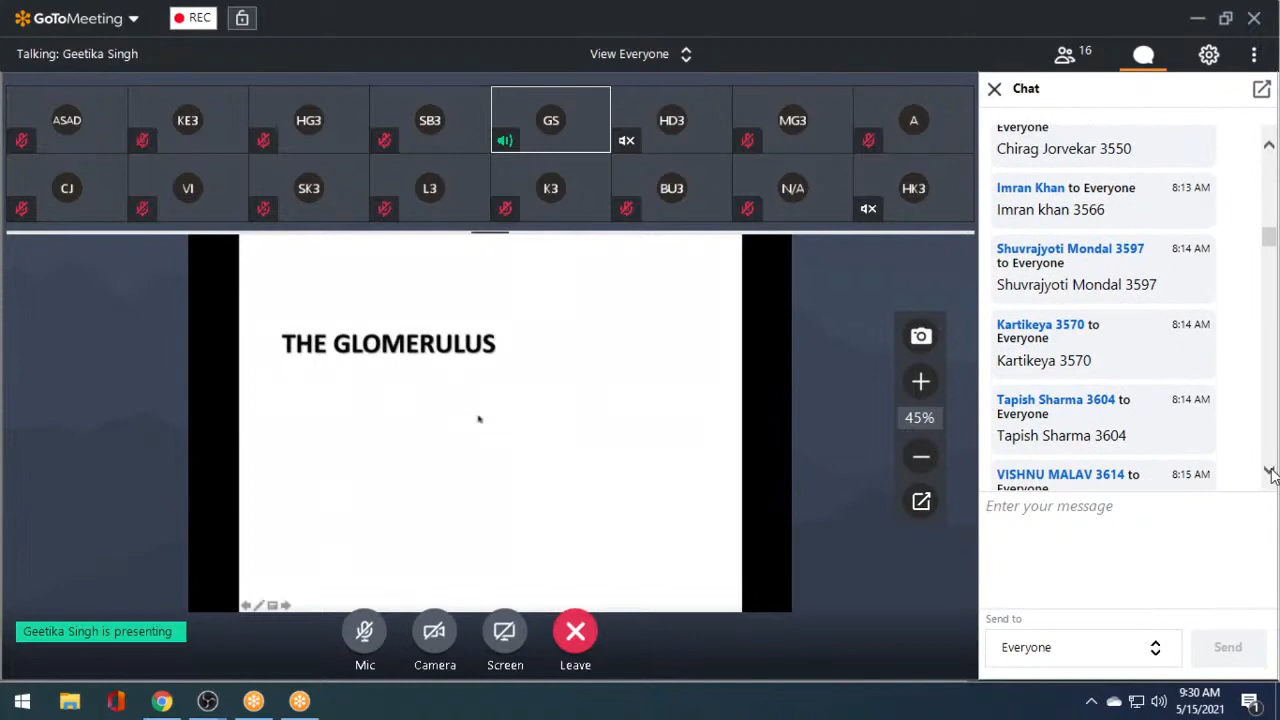 GoToMeeting
REC
Talking: Geetika Singh
View Everyone
16
ASAD
KE3
HG3
SB3
GS
HD3
MG3
A
CJ
VI
SK3
L3
K3
BU3
N/A
HK3
THE GLOMERULUS
45%
Geetika Singh is presenting
Mic
Camera
Screen
Leave
Chat
Everyone
Chirag Jorvekar 3550
Imran Khan to Everyone 8:13 AM
Imran khan 3566
Shuvrajyoti Mondal 3597 8:14 AM
to Everyone
Shuvrajyoti Mondal 3597
Kartikeya 3570 to 8:14 AM
Everyone
Kartikeya 3570
Tapish Sharma 3604 to 8:14 AM
Everyone
Tapish Sharma 3604
VISHNU MALAV 3614 to 8:15 AM
Everyone
Enter your message
Send to
Everyone
Send
9:30 AM
5/15/2021
1